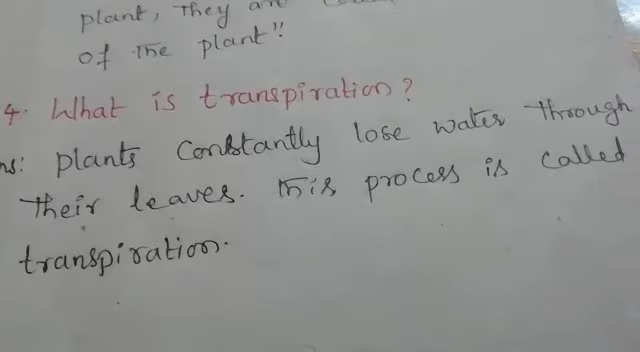 plant, They are
of the plant"
4. What is transpiration?
ns: plants constantly lose water through
their leaves. This process is called
transpiration.